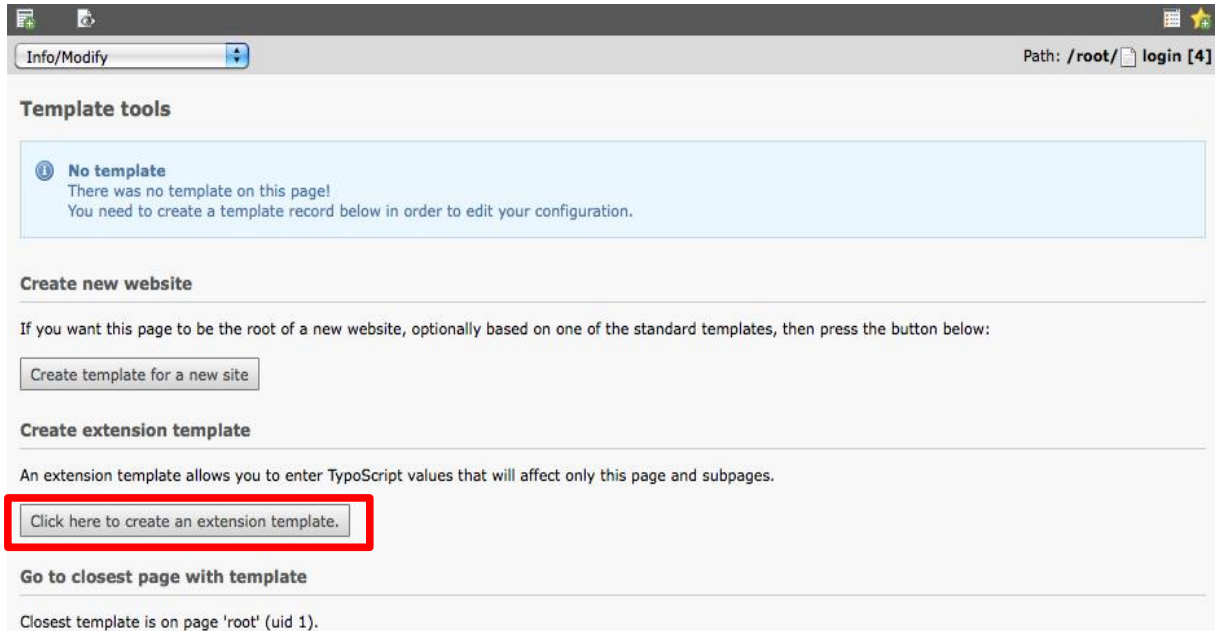 Info/Modify
Path: /root/ login [4]
Template tools
No template
There was no template on this page!
You need to create a template record below in order to edit your configuration.
Create new website
If you want this page to be the root of a new website, optionally based on one of the standard templates, then press the button below:
Create template for a new site
Create extension template
An extension template allows you to enter TypoScript values that will affect only this page and subpages.
Click here to create an extension template.
Go to closest page with template
Closest template is on page 'root' (uid 1).